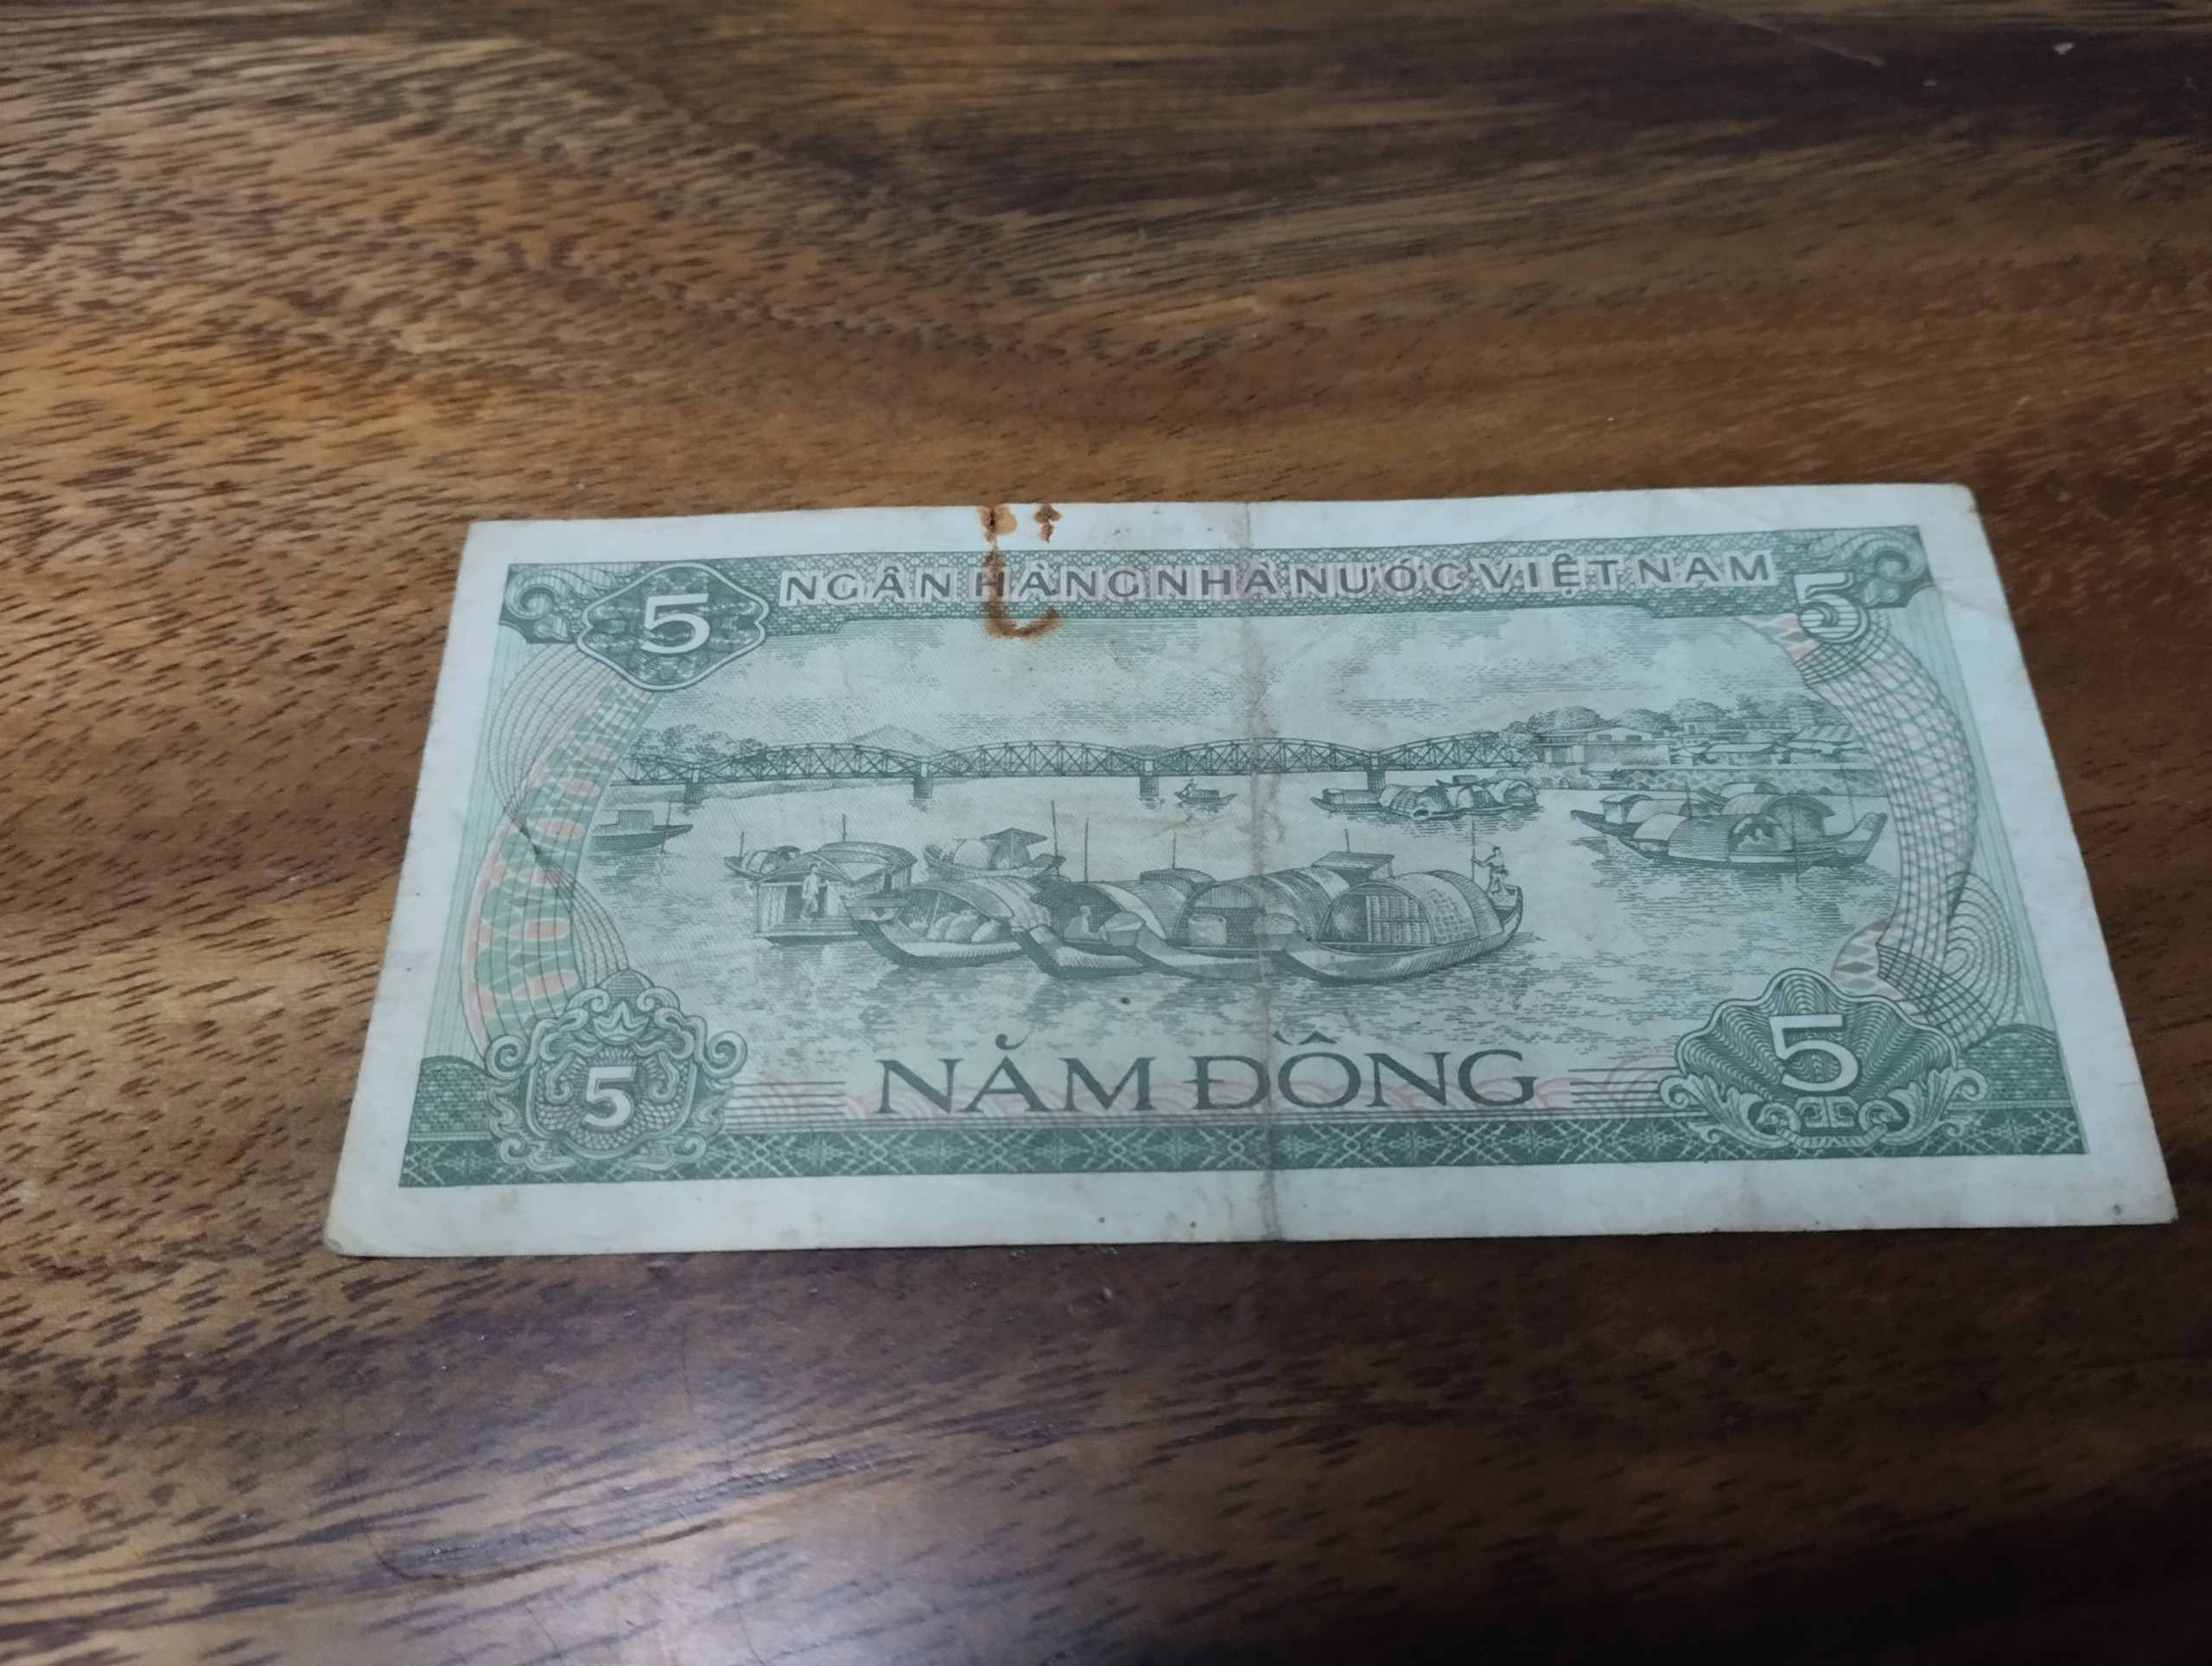 5 NGÂN HÀNG NHÀ NƯỚC VIỆT NAM 5
5 NĂM ĐỒNG 5